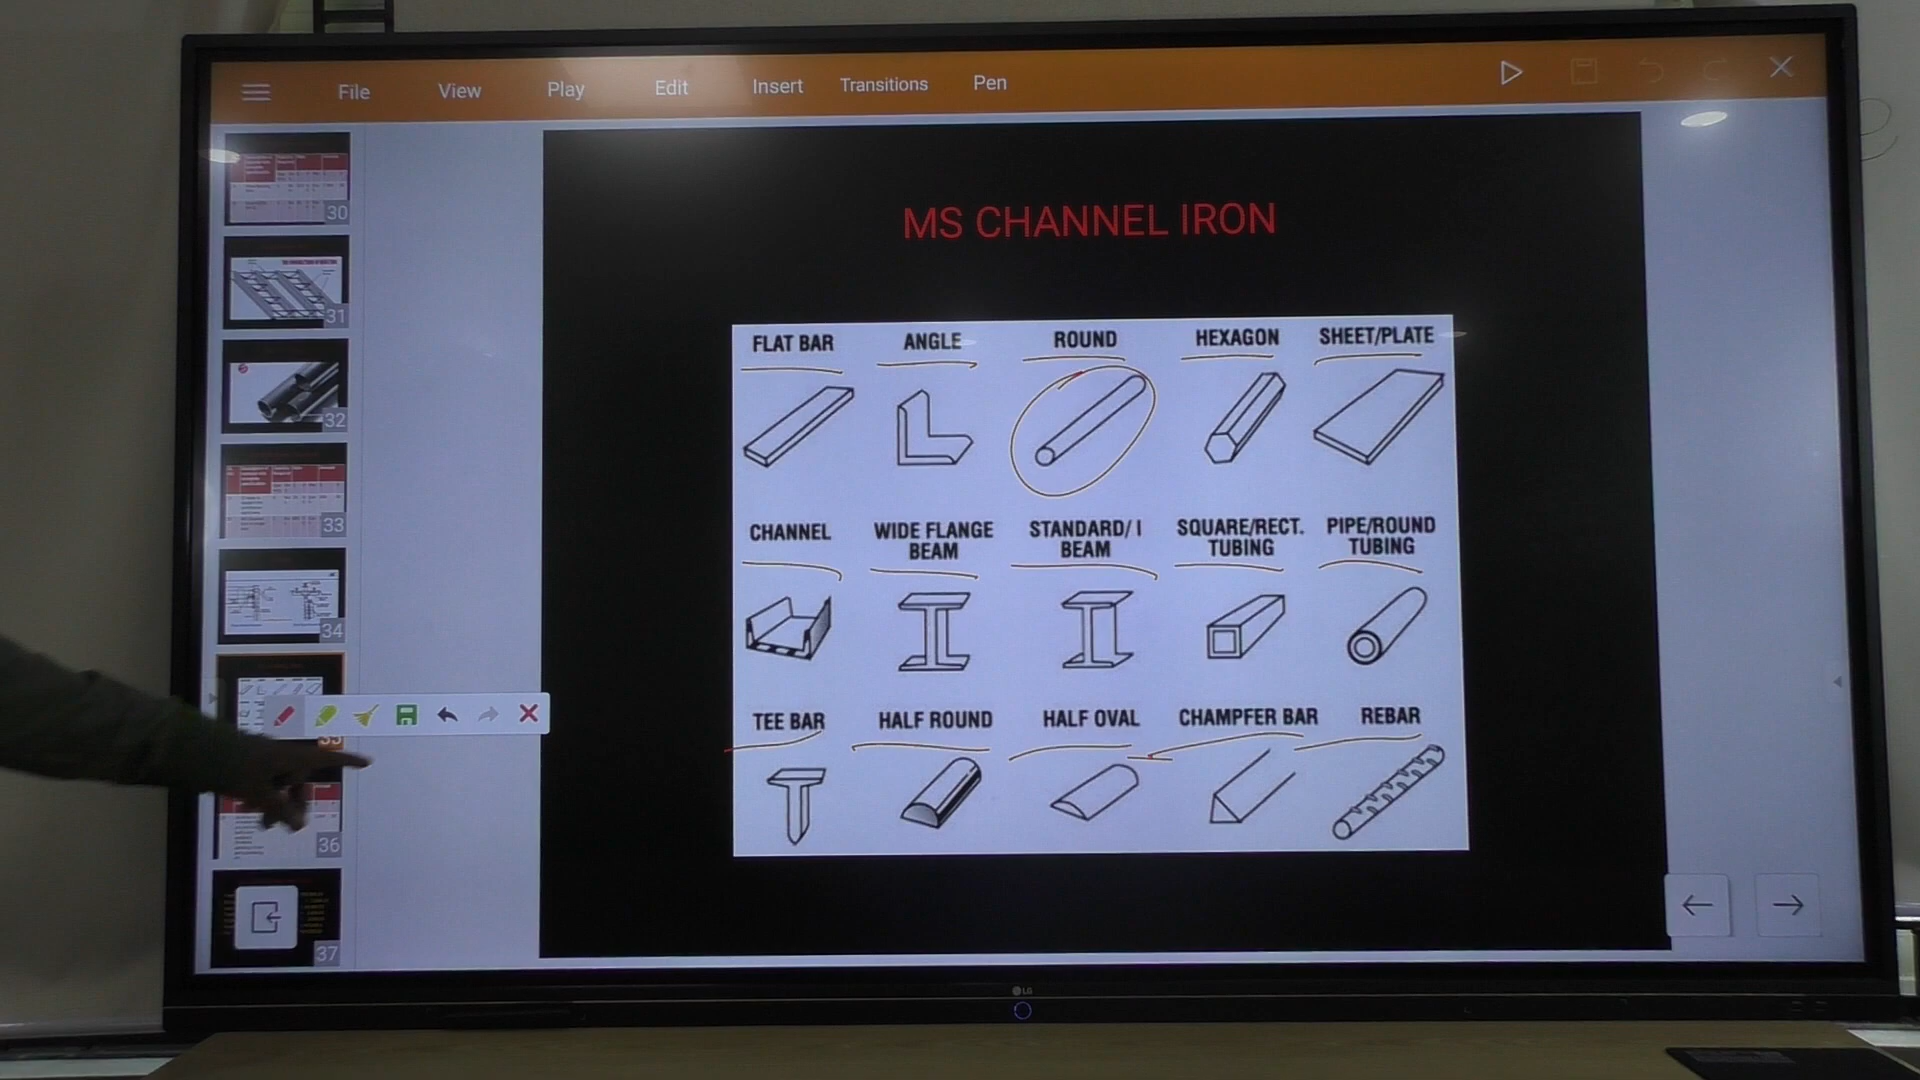 File View Play Edit Insert Transitions Pen
MS CHANNEL IRON
FLAT BAR ANGLE ROUND HEXAGON SHEET/PLATE
CHANNEL WIDE FLANGE BEAM STANDARD/ I BEAM SQUARE/RECT. TUBING PIPE/ROUND TUBING
TEE BAR HALF ROUND HALF OVAL CHAMPFER BAR REBAR
30
31
32
33
34
35
36
37
LG